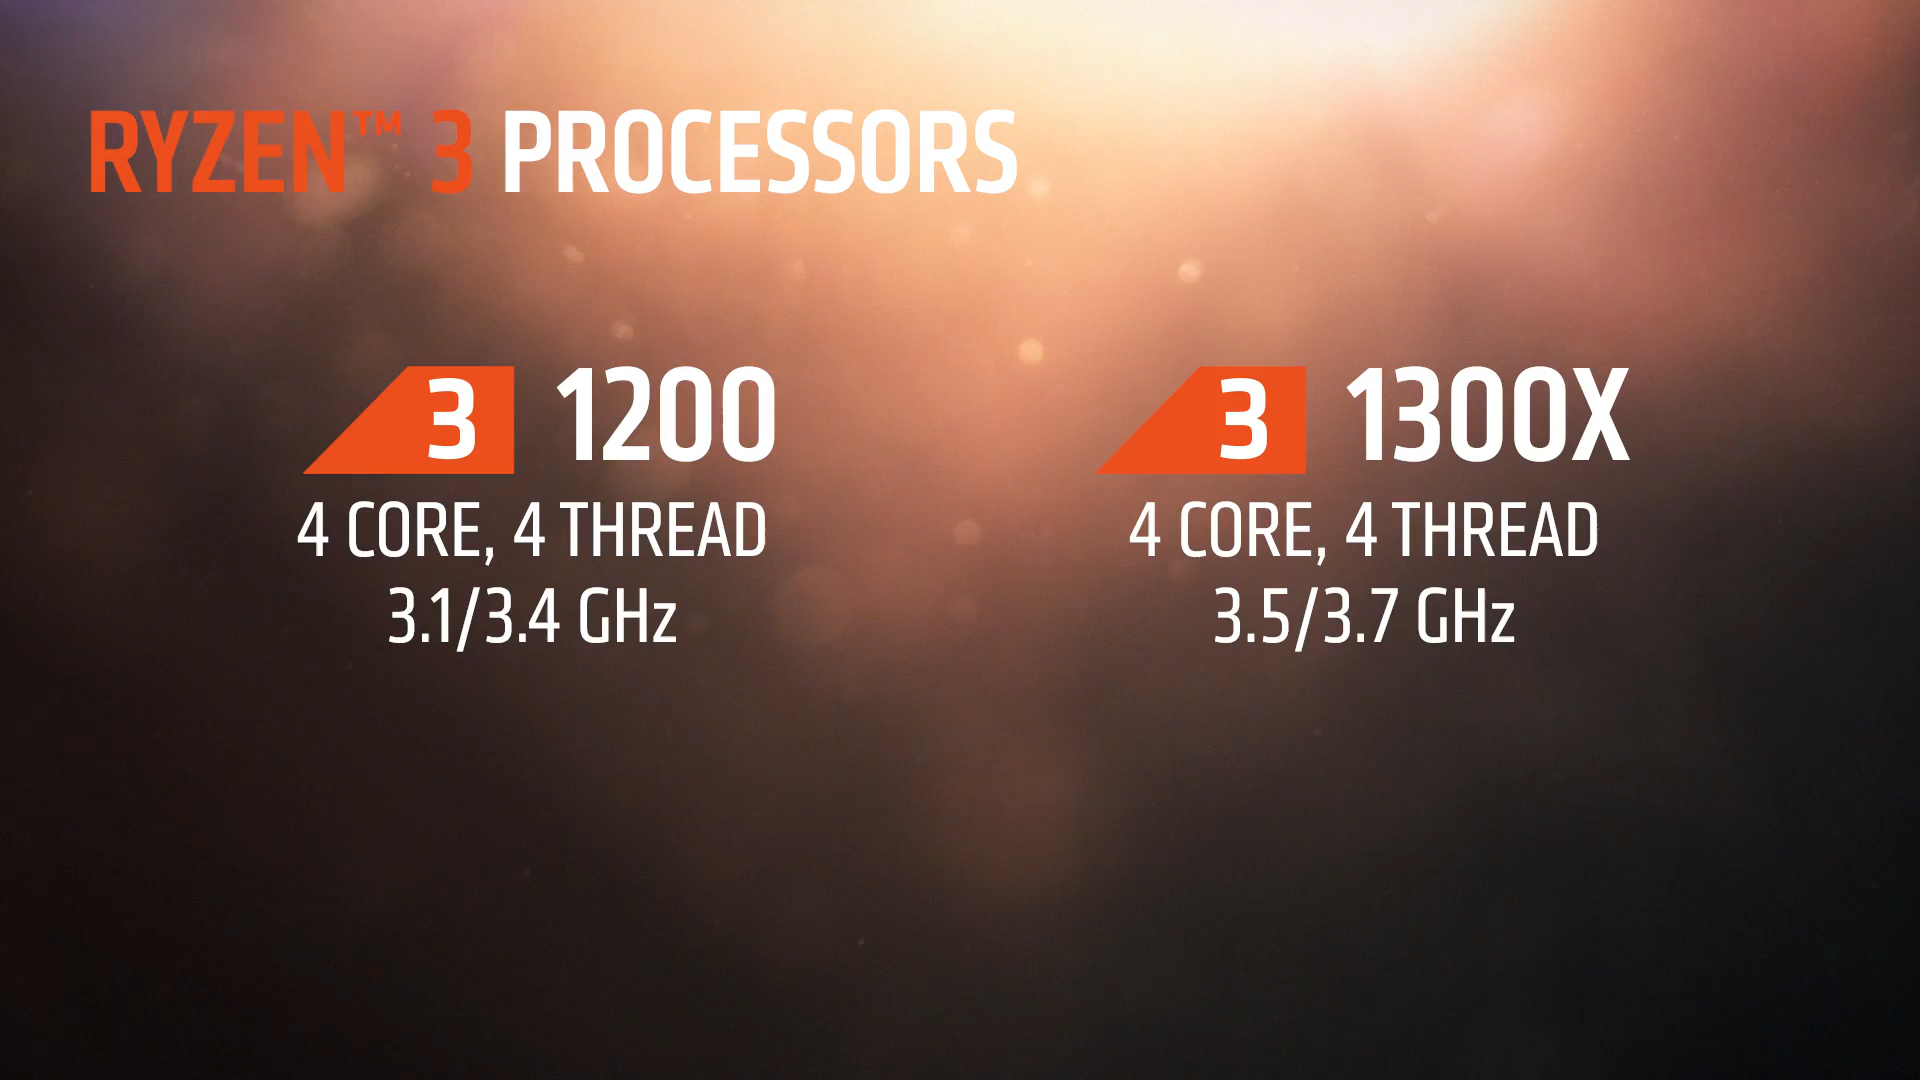 RYZEN™ 3 PROCESSORS
3 1200
4 CORE, 4 THREAD
3.1/3.4 GHz
3 1300X
4 CORE, 4 THREAD
3.5/3.7 GHz